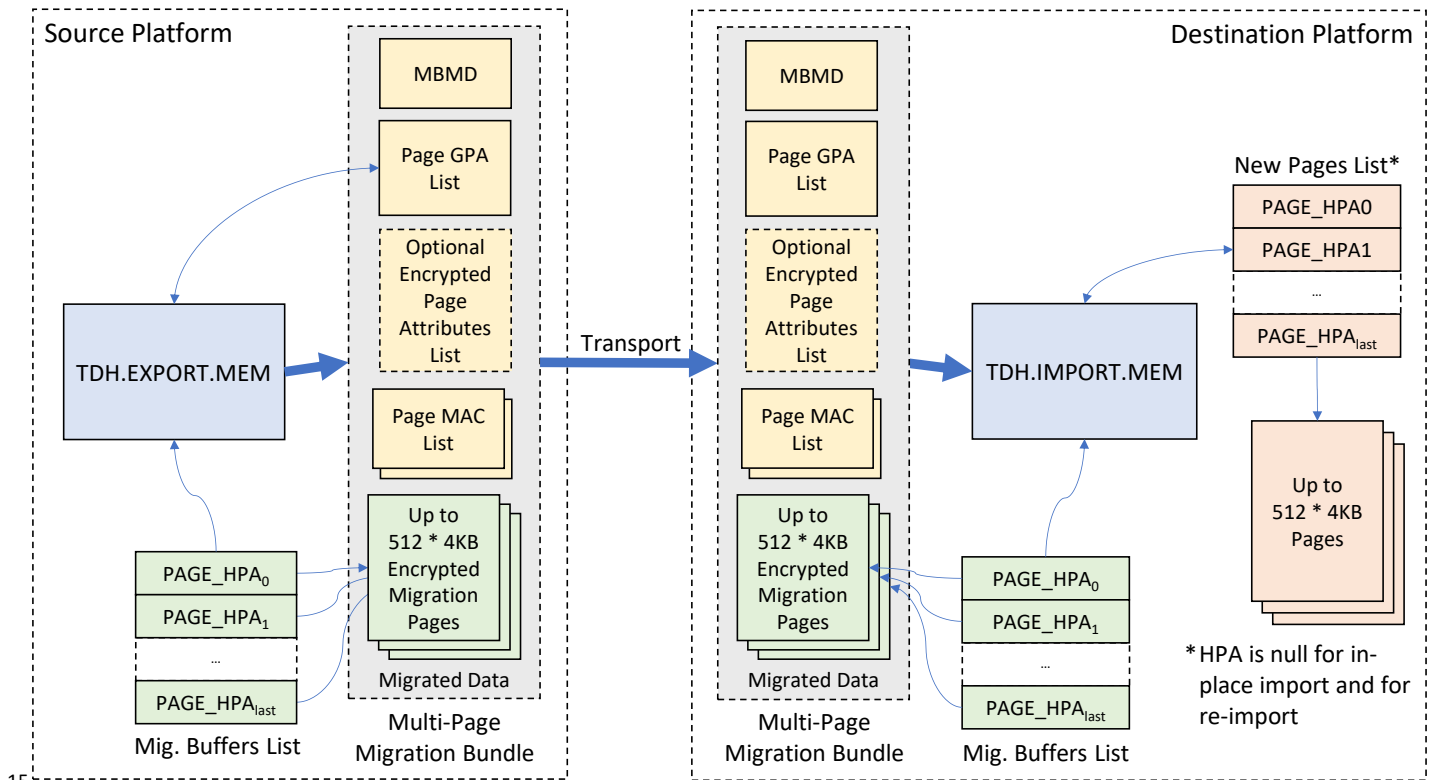 Source Platform
MBMD
Page GPA
List
Optional
Encrypted
Page
Attributes
List
TDH.EXPORT.MEM
Page MAC
List
Up to
512 * 4KB
Encrypted
Migration
Pages
PAGE_HPA0
PAGE_HPA1
...
PAGE_HPAlast
Mig. Buffers List
Migrated Data
Multi-Page
Migration Bundle
Transport
Destination Platform
MBMD
Page GPA
List
Optional
Encrypted
Page
Attributes
List
Page MAC
List
Up to
512 * 4KB
Encrypted
Migration
Pages
Migrated Data
Multi-Page
Migration Bundle
TDH.IMPORT.MEM
PAGE_HPA0
PAGE_HPA1
...
PAGE_HPAlast
Mig. Buffers List
New Pages List*
PAGE_HPA0
PAGE_HPA1
...
PAGE_HPAlast
Up to
512 * 4KB
Pages
* HPA is null for in-
place import and for
re-import
15